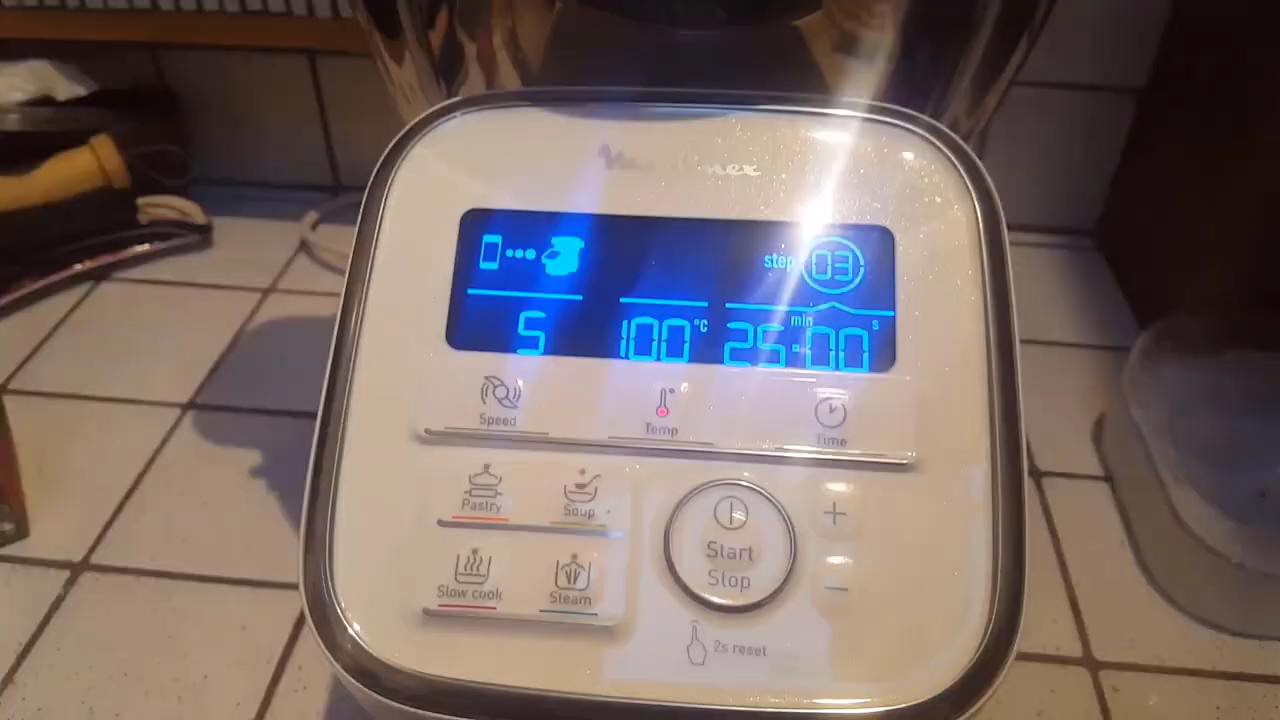 step 03
min s
5 100 °C 25:00
Speed Temp Time
Pastry Soup
Slow cook Steam
Start
Stop
+
−
2s reset